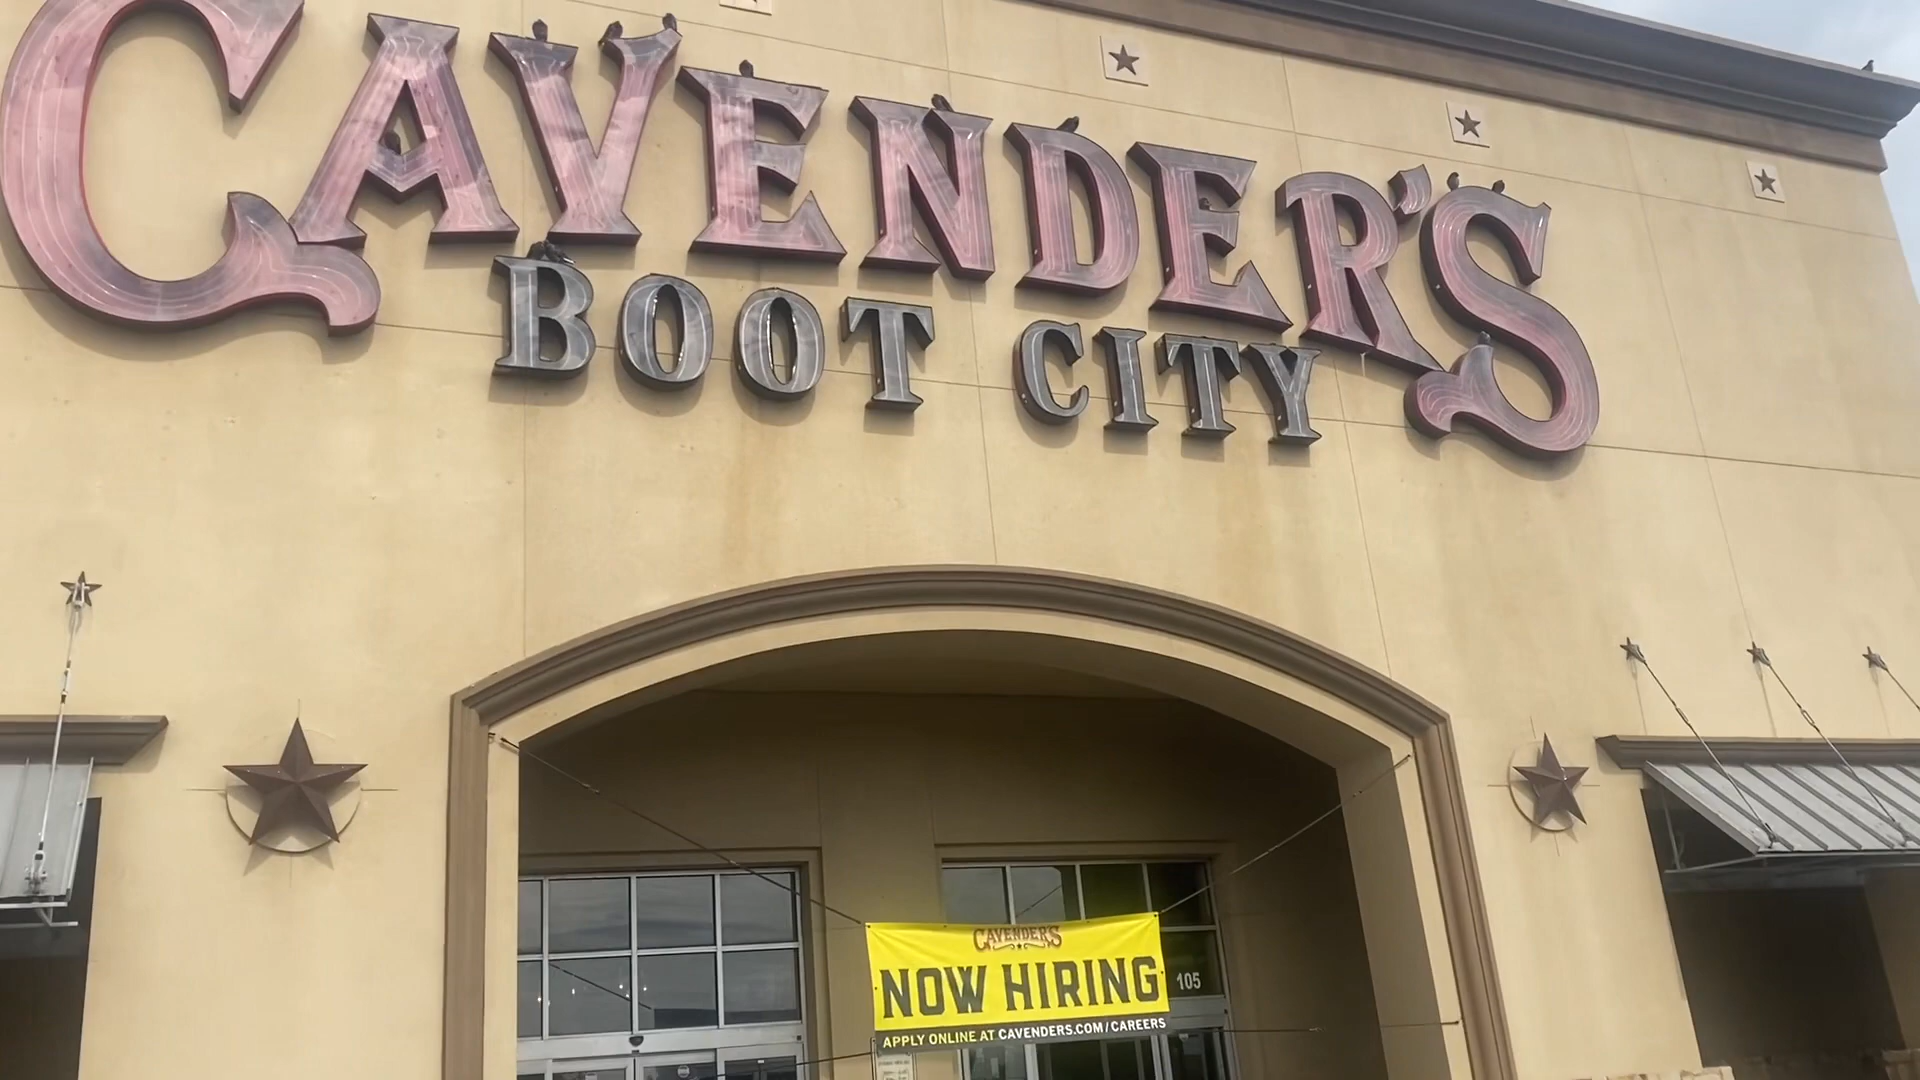 CAVENDER'S
BOOT CITY
CAVENDER'S
NOW HIRING
105
APPLY ONLINE AT CAVENDERS.COM/CAREERS